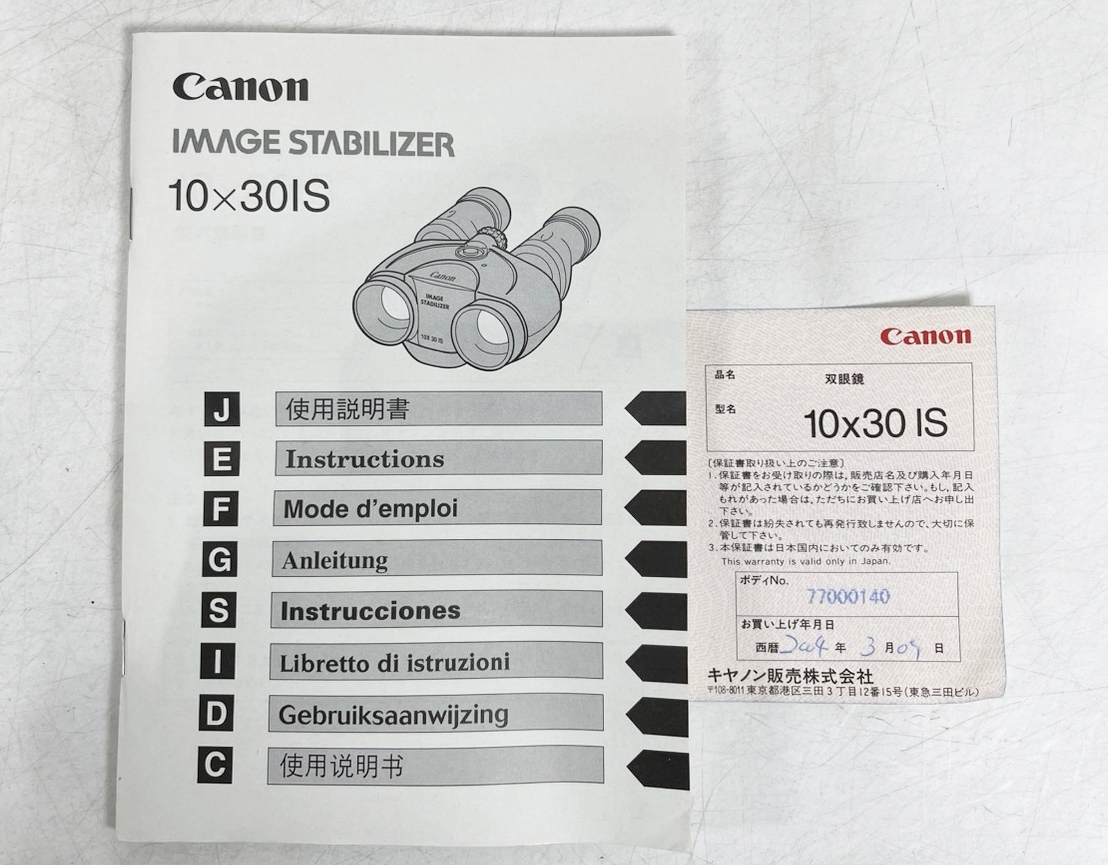 Canon
IMAGE STABILIZER
10×30IS
Canon
IMAGE
STABILIZER
10X 30 IS
J 使用説明書
E Instructions
F Mode d'emploi
G Anleitung
S Instrucciones
I Libretto di istruzioni
D Gebruiksaanwijzing
C 使用说明书
Canon
品名 双眼鏡
型名 10x30 IS
〔保証書取り扱い上のご注意〕
1.保証書をお受け取りの際は、販売店名及び購入年月日
等が記入されているかどうかをご確認下さい。もし、記入
もれがあった場合は、ただちにお買い上げ店へお申し出
下さい。
2.保証書は紛失されても再発行致しませんので、大切に保
管して下さい。
3.本保証書は日本国内においてのみ有効です。
This warranty is valid only in Japan.
ボディNo.
77000140
お買い上げ年月日
西暦2004年 3月09日
キヤノン販売株式会社
〒108-8011 東京都港区三田3丁目12番15号(東急三田ビル)